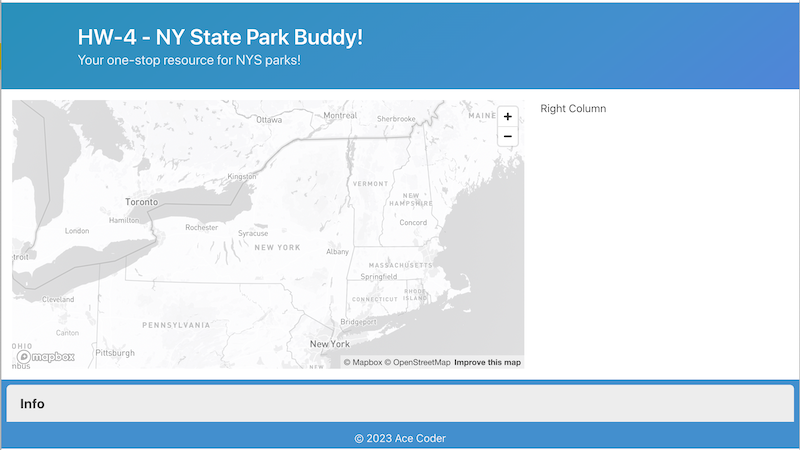 HW-4 - NY State Park Buddy!
Your one-stop resource for NYS parks!
Right Column
+
−
Ottawa
Montreal
Sherbrooke
MAINE
Kingston
Toronto
VERMONT
NEW
HAMPSHIRE
Hamilton
London
Rochester
Syracuse
Concord
NEW YORK
Albany
troit
MASSACHUSETTS
Springfield
Cleveland
CONNECTICUT
RHODE
ISLAND
Canton
PENNSYLVANIA
Bridgeport
OHIO
New York
Pittsburgh
mapbox
nbus
© Mapbox © OpenStreetMap Improve this map
Info
© 2023 Ace Coder